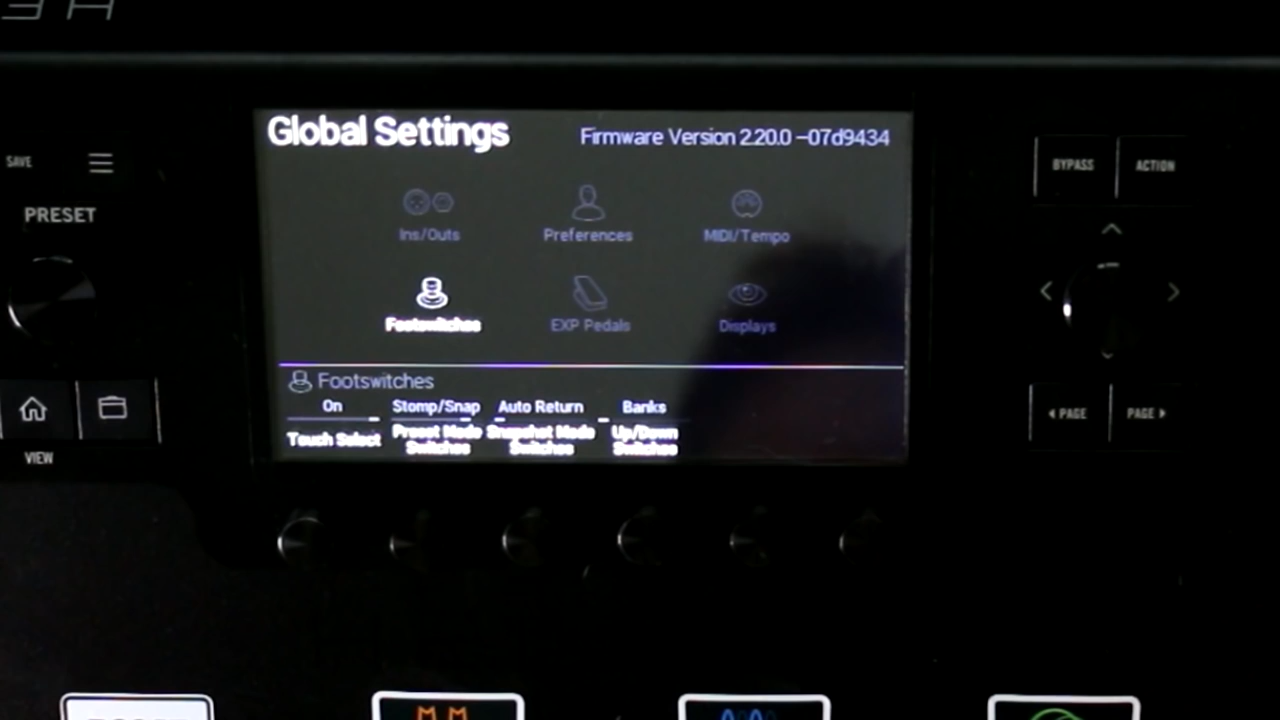 Global Settings
Firmware Version 2.20.0 -07d9434
SAVE
PRESET
VIEW
Ins/Outs
Preferences
MIDI/Tempo
Footswitches
EXP Pedals
Displays
Footswitches
On
Stomp/Snap
Auto Return
Banks
Touch Select
Preset Mode
Switches
Snapshot Mode
Switches
Up/Down
Switches
BYPASS
ACTION
PAGE
PAGE